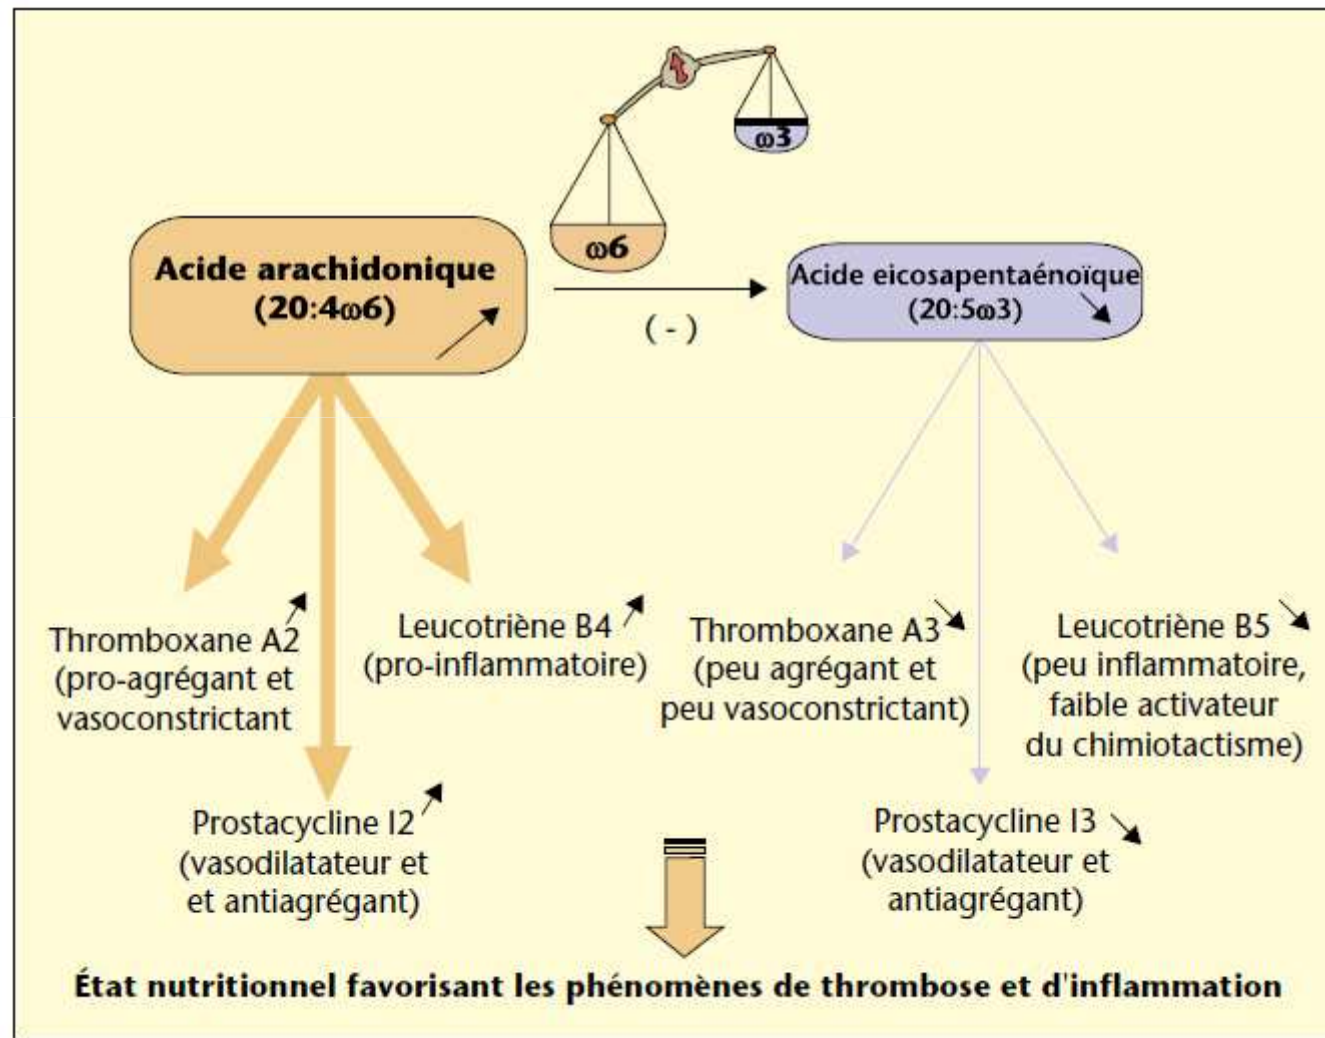 ω3
ω6
Acide arachidonique
(20:4ω6)
( - )
Acide eicosapentaénoïque
(20:5ω3)
Thromboxane A2
(pro-agrégant et
vasoconstrictant
Leucotriène B4
(pro-inflammatoire)
Prostacycline I2
(vasodilatateur et
et antiagrégant)
Thromboxane A3
(peu agrégant et
peu vasoconstrictant)
Leucotriène B5
(peu inflammatoire,
faible activateur
du chimiotactisme)
Prostacycline I3
(vasodilatateur et
antiagrégant)
État nutritionnel favorisant les phénomènes de thrombose et d'inflammation